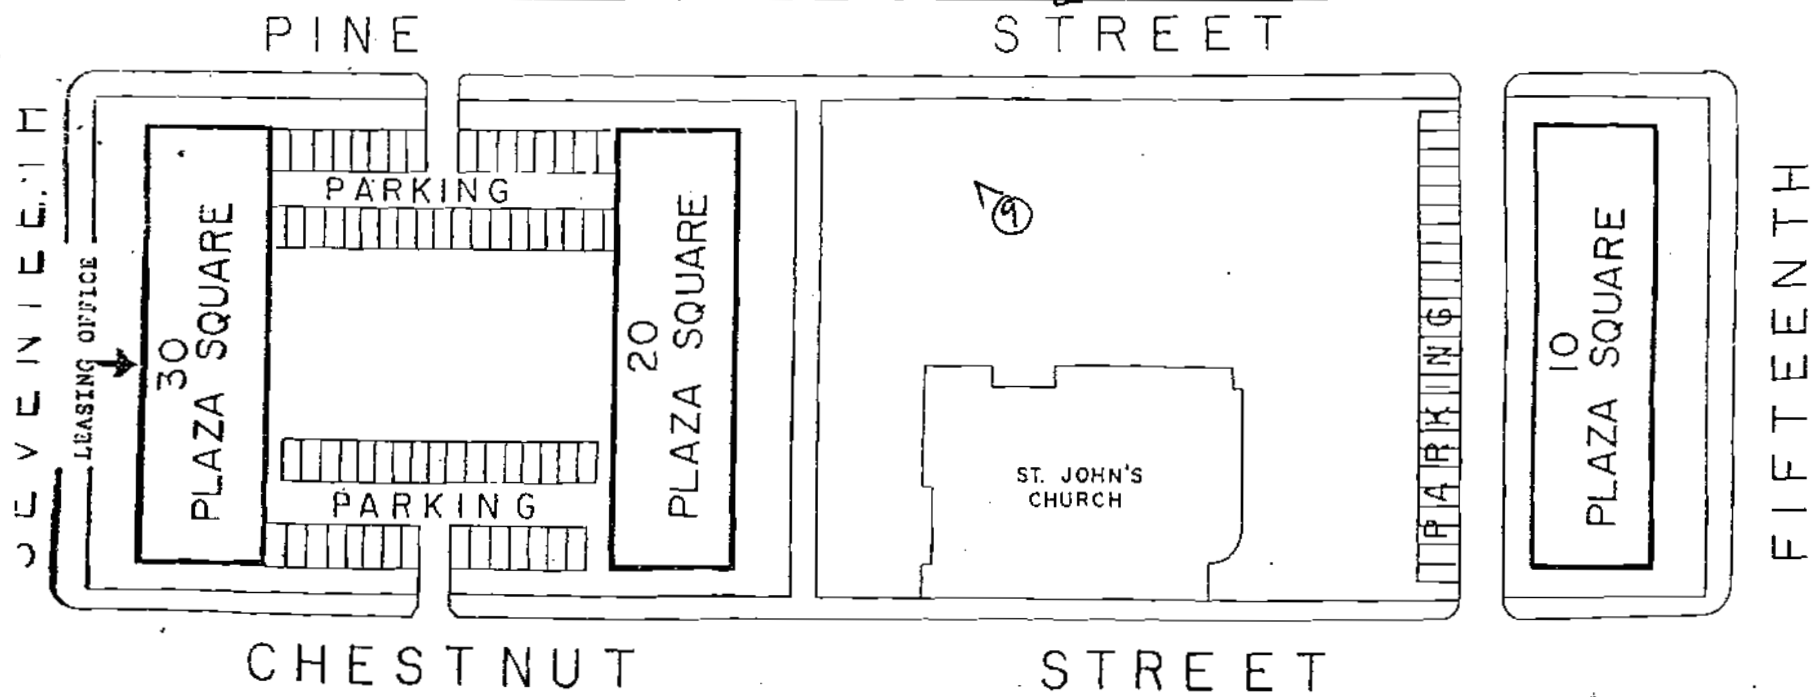 PINE STREET
SEVENTEENTH
LEASING OFFICE
30
PLAZA SQUARE
PARKING
20
PLAZA SQUARE
PARKING
9
ST. JOHN'S
CHURCH
PARKING
10
PLAZA SQUARE
FIFTEENTH
CHESTNUT STREET